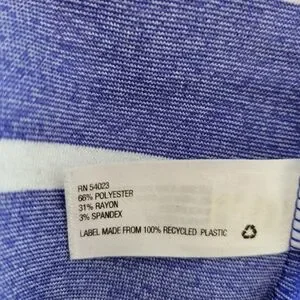 RN 54023
66% POLYESTER
31% RAYON
3% SPANDEX
LABEL MADE FROM 100% RECYCLED PLASTIC